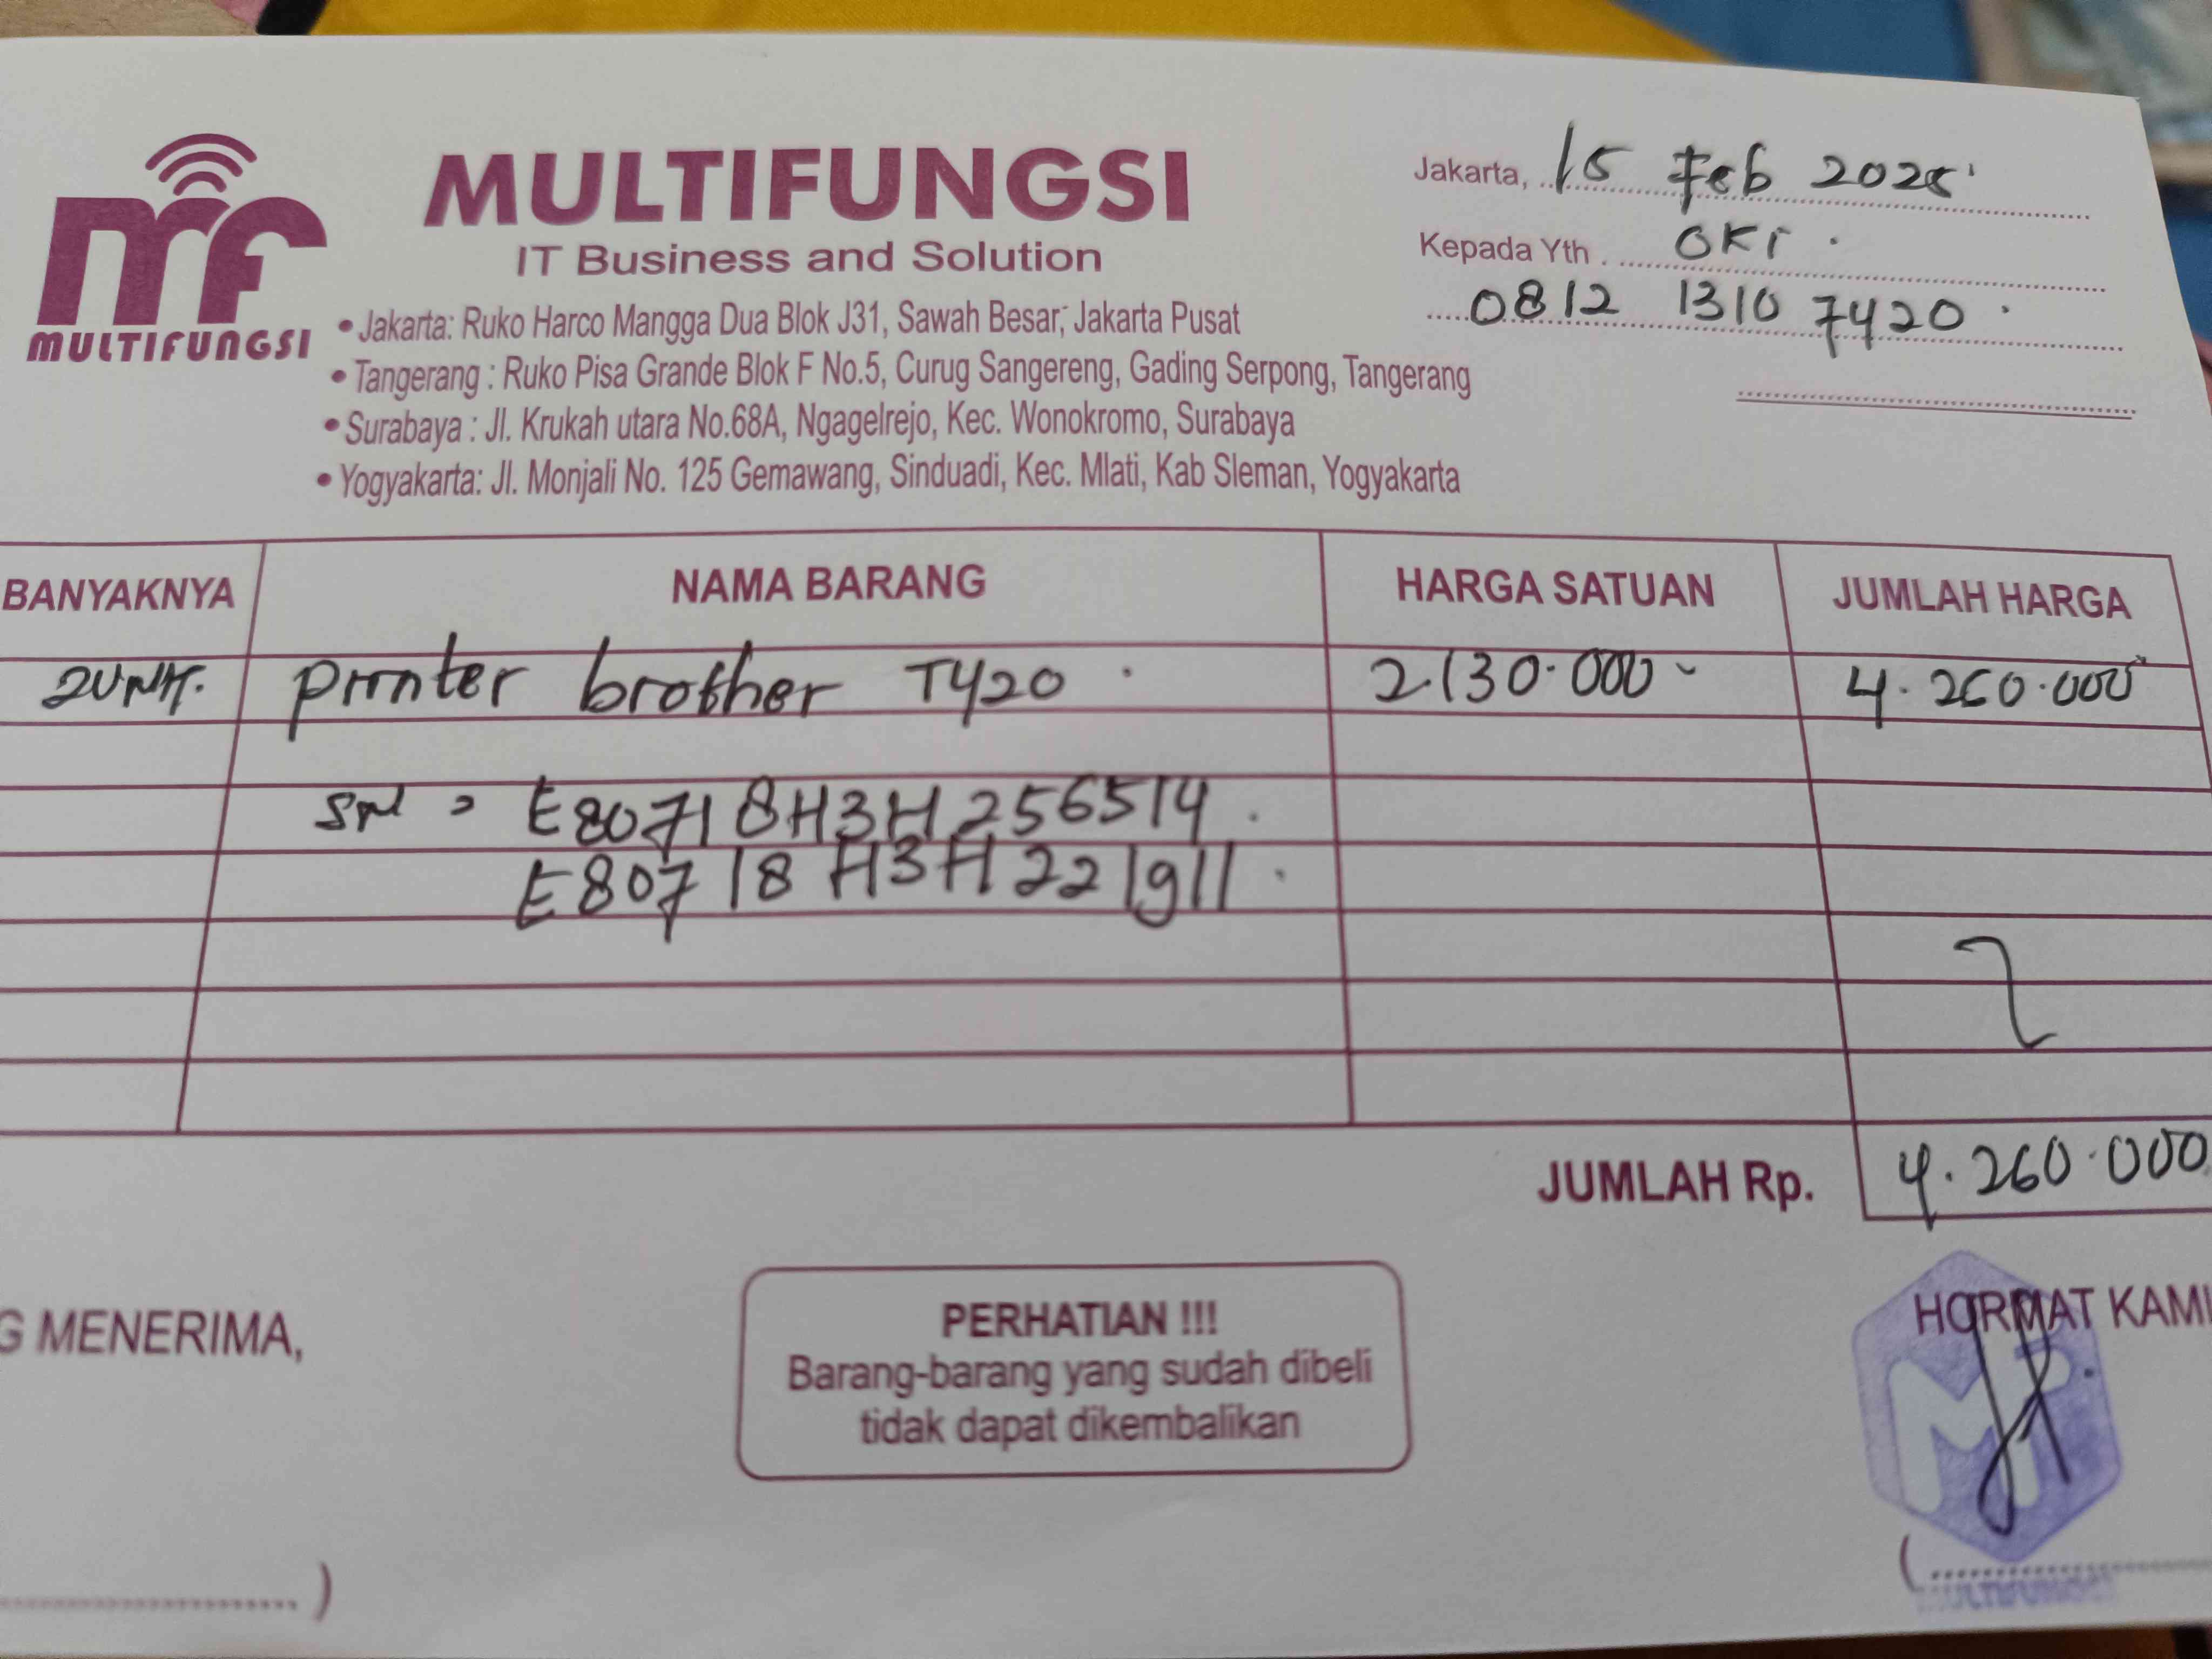 MULTIFUNGSI
IT Business and Solution
mf
MULTIFUNGSI
• Jakarta: Ruko Harco Mangga Dua Blok J31, Sawah Besar, Jakarta Pusat
• Tangerang : Ruko Pisa Grande Blok F No.5, Curug Sangereng, Gading Serpong, Tangerang
• Surabaya : Jl. Krukah utara No.68A, Ngagelrejo, Kec. Wonokromo, Surabaya
• Yogyakarta: Jl. Monjali No. 125 Gemawang, Sinduadi, Kec. Mlati, Kab Sleman, Yogyakarta
Jakarta, 15 Feb 2025
Kepada Yth . OKI .
0812 1310 7420 .
BANYAKNYA NAMA BARANG HARGA SATUAN JUMLAH HARGA
2 Unit. printer brother T420 . 2.130.000 4.260.000
= E80718H3H256514 .
E80718H3H221911 .
JUMLAH Rp. 4.260.000
G MENERIMA,
PERHATIAN !!!
Barang-barang yang sudah dibeli
tidak dapat dikembalikan
HORMAT KAMI
MF
MULTIFUNGSI